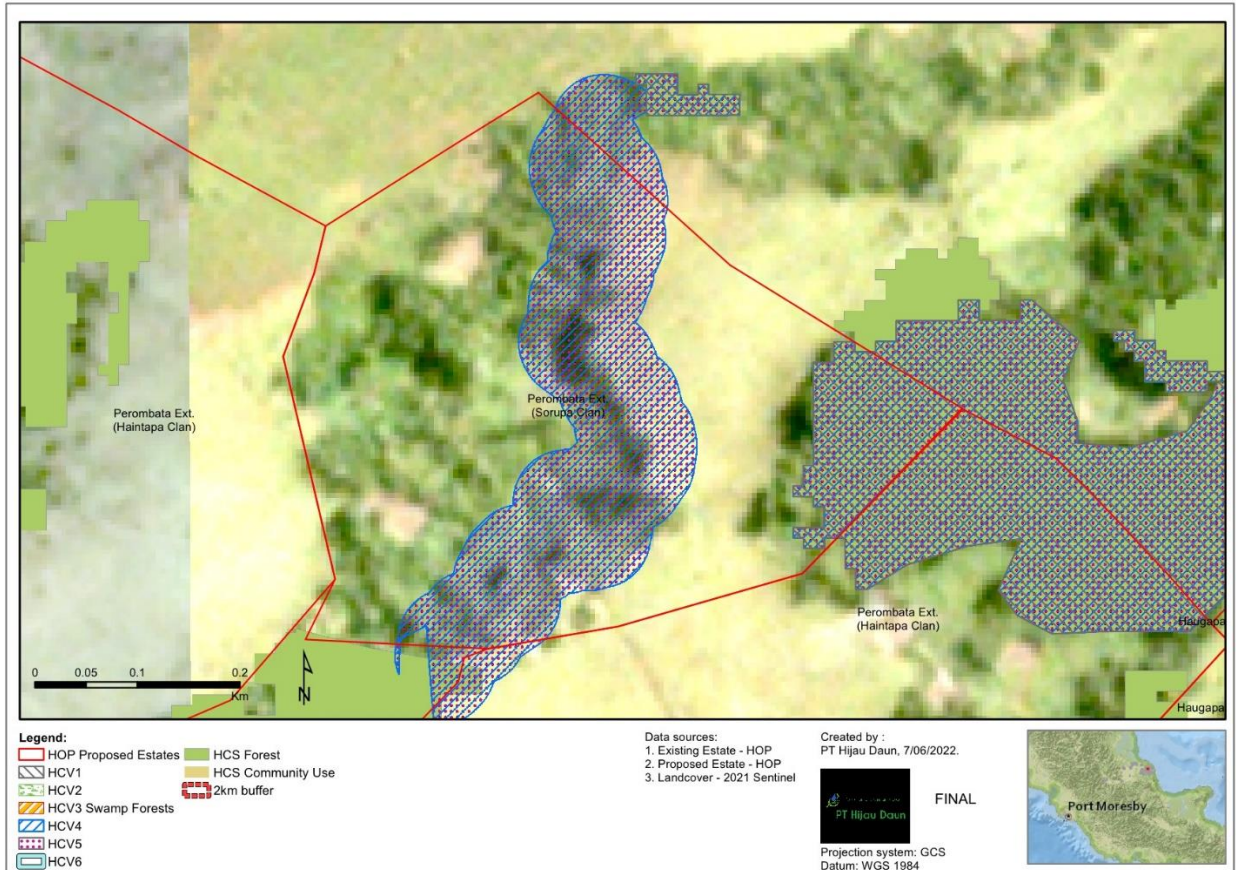 Perombata Ext.
(Haintapa Clan)
Perombata Ext.
(Sorupa Clan)
Perombata Ext.
(Haintapa Clan)
Haugapa
Haugapa
0 0.05 0.1 0.2
Km
N
Legend:
HOP Proposed Estates
HCV1
HCV2
HCV3 Swamp Forests
HCV4
HCV5
HCV6
HCS Forest
HCS Community Use
2km buffer
Data sources:
1. Existing Estate - HOP
2. Proposed Estate - HOP
3. Landcover - 2021 Sentinel
Created by :
PT Hijau Daun, 7/06/2022.
PT Hijau Daun
FINAL
Projection system: GCS
Datum: WGS 1984
Port Moresby